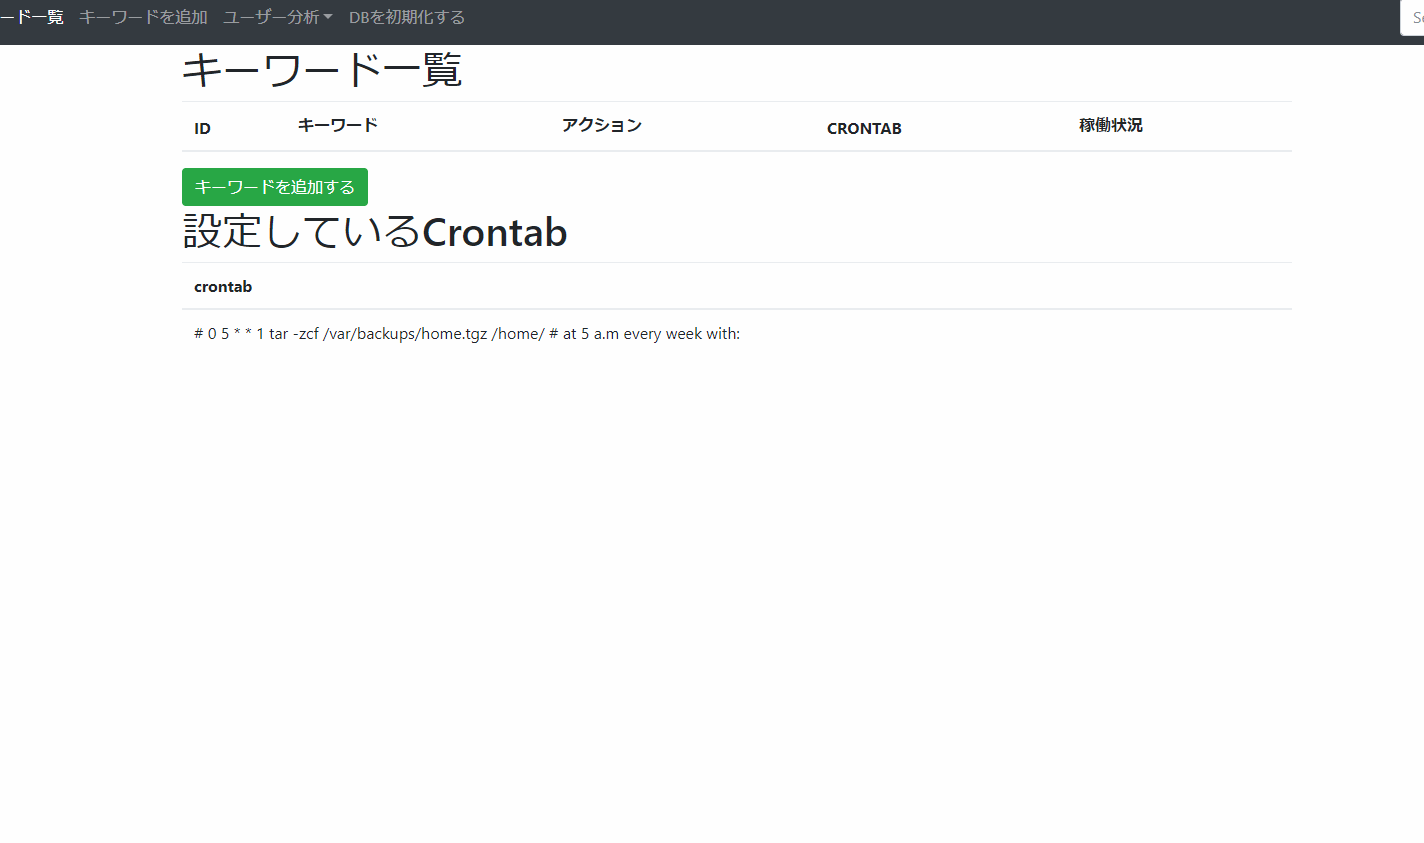 ード一覧 キーワードを追加 ユーザー分析 DBを初期化する
キーワード一覧
ID キーワード アクション CRONTAB 稼働状況
キーワードを追加する
設定しているCrontab
crontab
# 0 5 * * 1 tar -zcf /var/backups/home.tgz /home/ # at 5 a.m every week with: